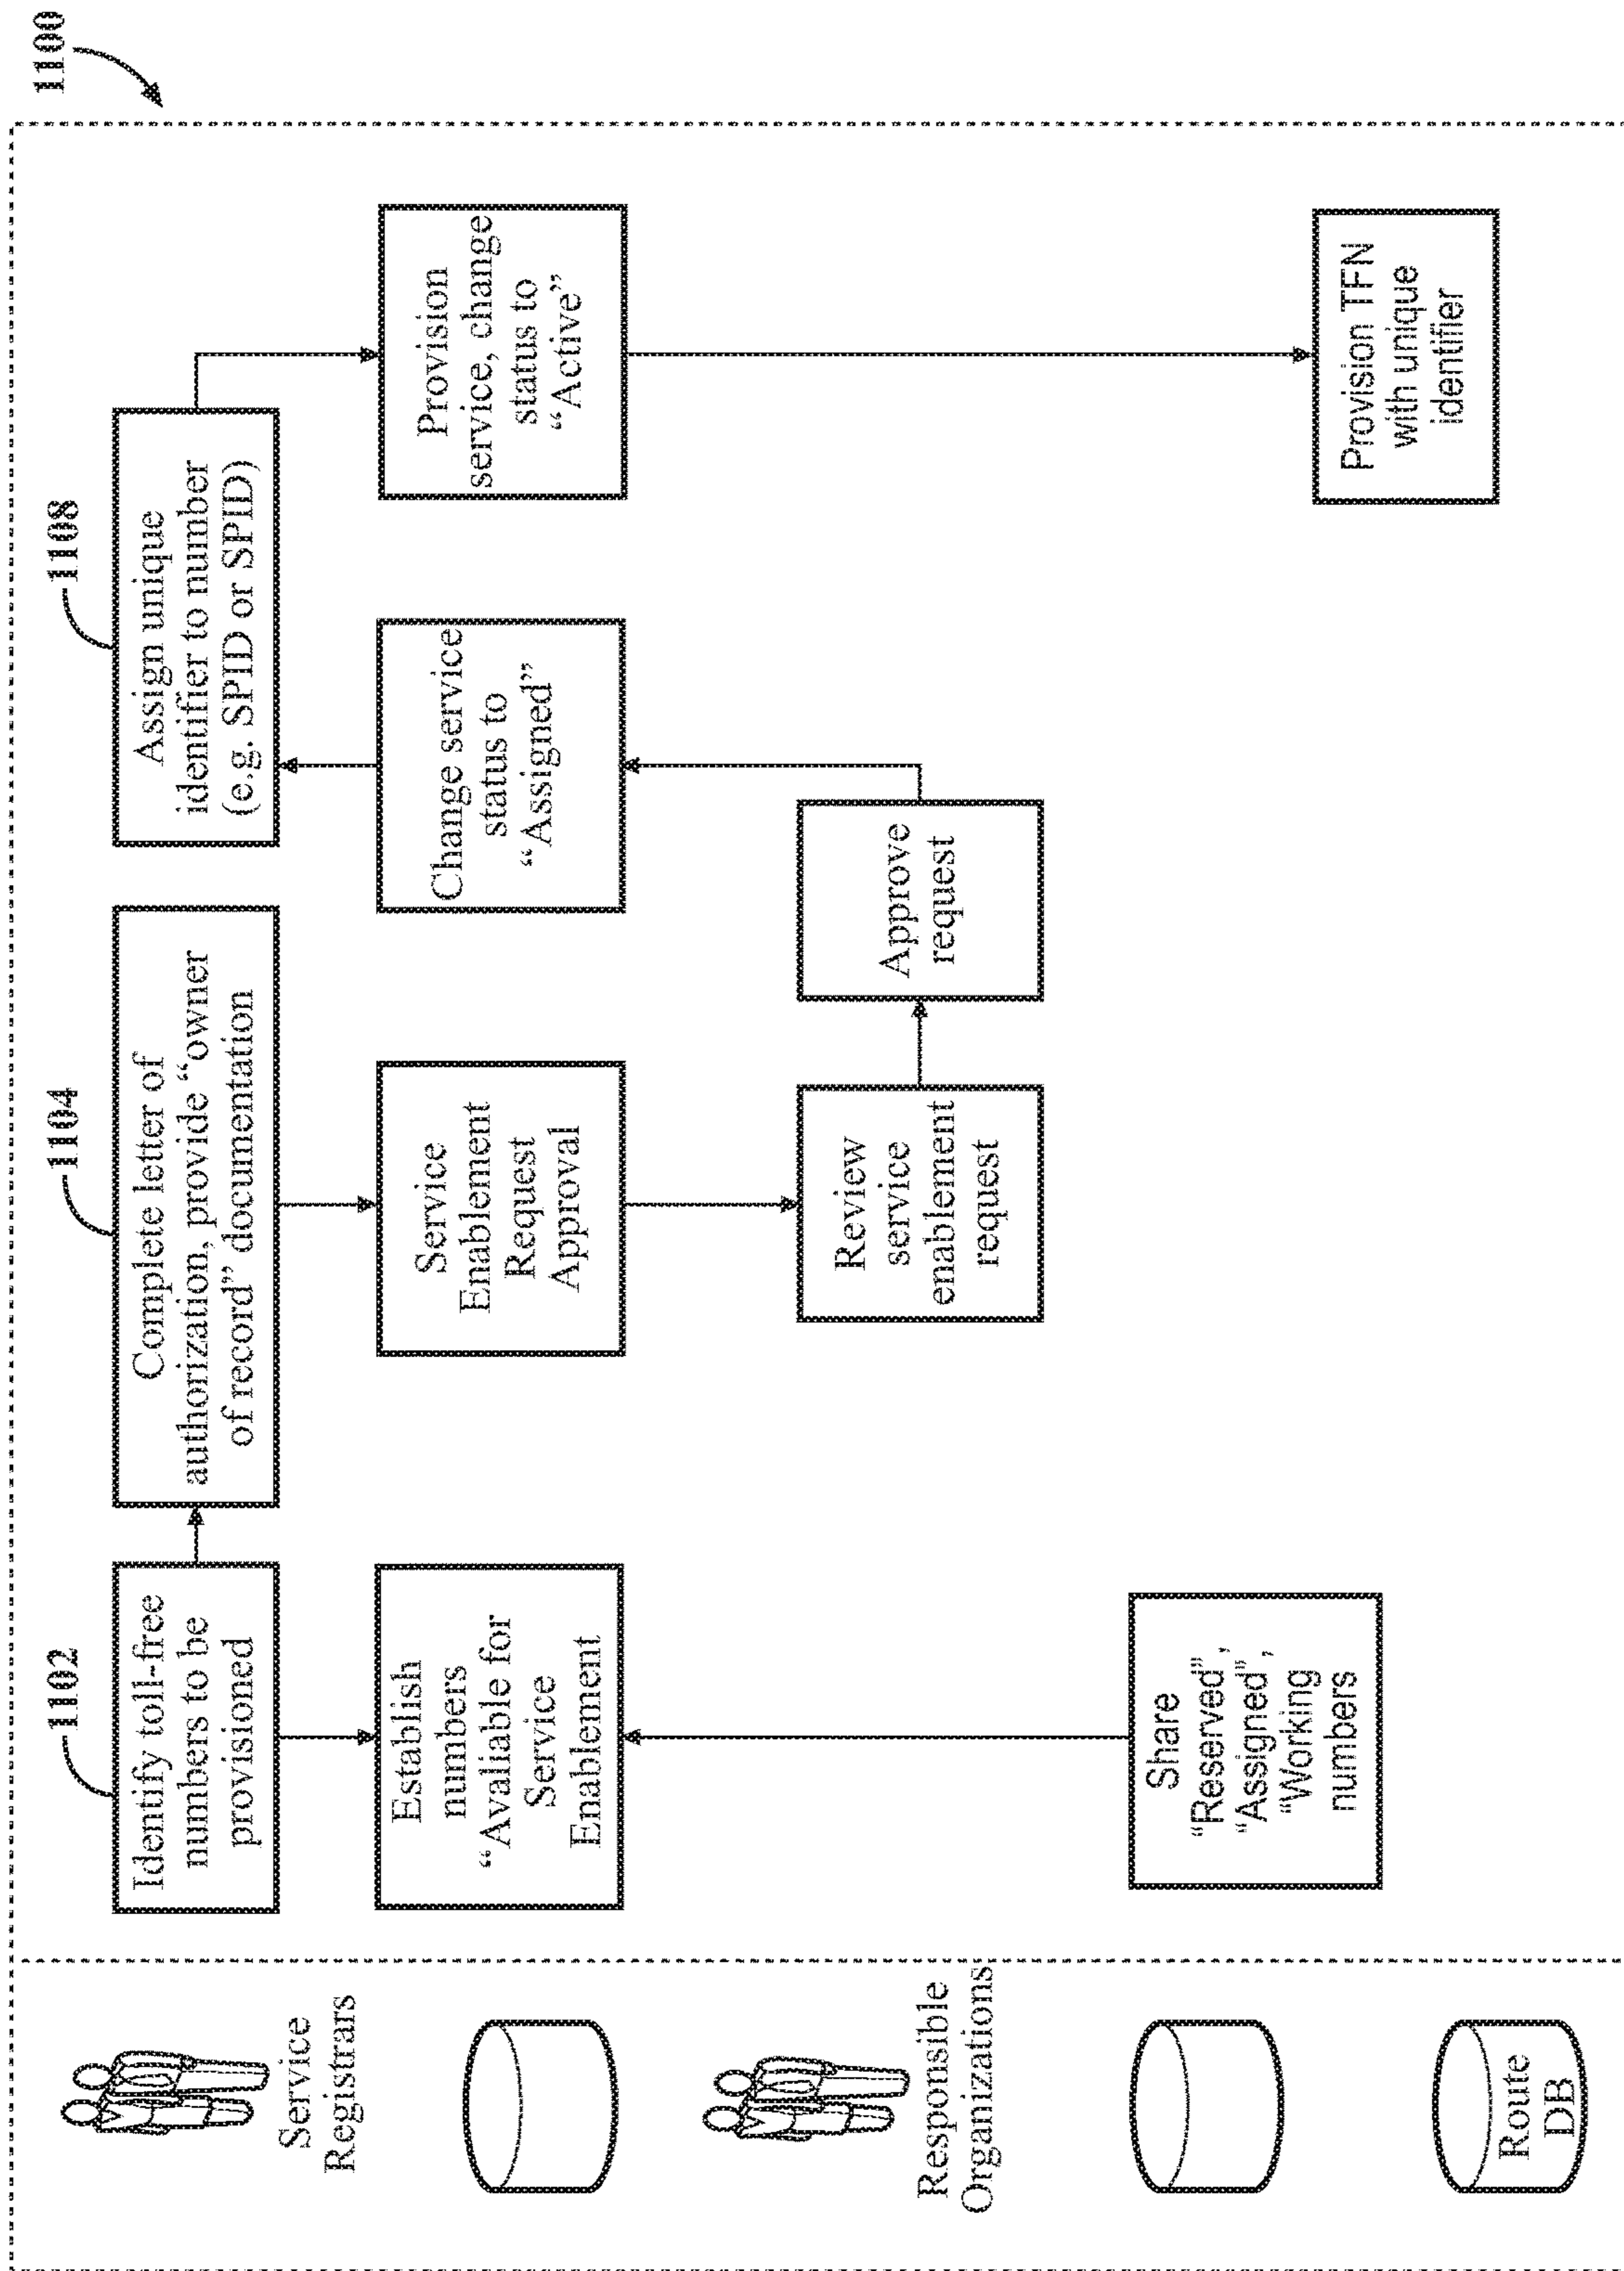 1100
Service
Registrars
Responsible
Organizations
Route
DB
1102
Identify toll-free
numbers to be
provisioned
1104
Complete letter of
authorization, provide “owner
of record” documentation
1108
Assign unique
identifier to number
(e.g. SPID or SPID)
Establish
numbers
“Avaliable for
Service
Enablement
Service
Enablement
Request
Approval
Change service
status to
“Assigned”
Provision
service, change
status to
“Active”
Review
service
enablement
request
Approve
request
Share
“Reserved”,
“Assigned”,
“Working
numbers
Provision TFN
with unique
identifier